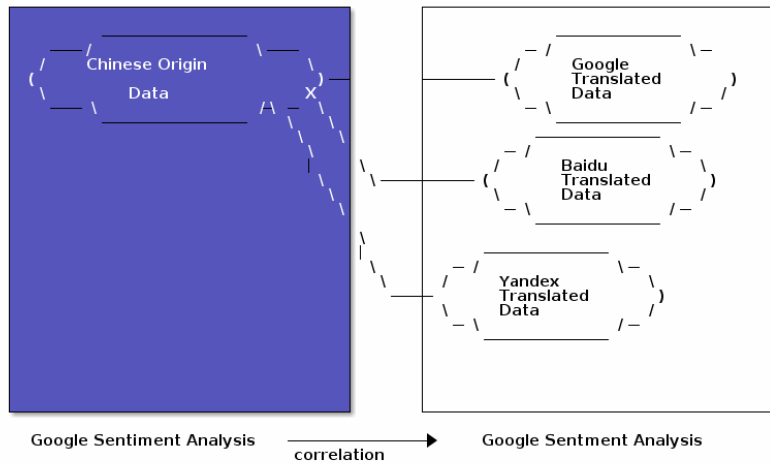 Chinese Origin
Data
X
Google
Translated
Data
Baidu
Translated
Data
Yandex
Translated
Data
Google Sentiment Analysis
correlation
Google Sentment Analysis